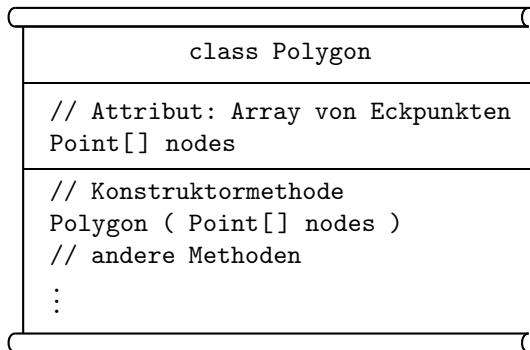 class Polygon
// Attribut: Array von Eckpunkten
Point[] nodes
// Konstruktormethode
Polygon ( Point[] nodes )
// andere Methoden
⋮